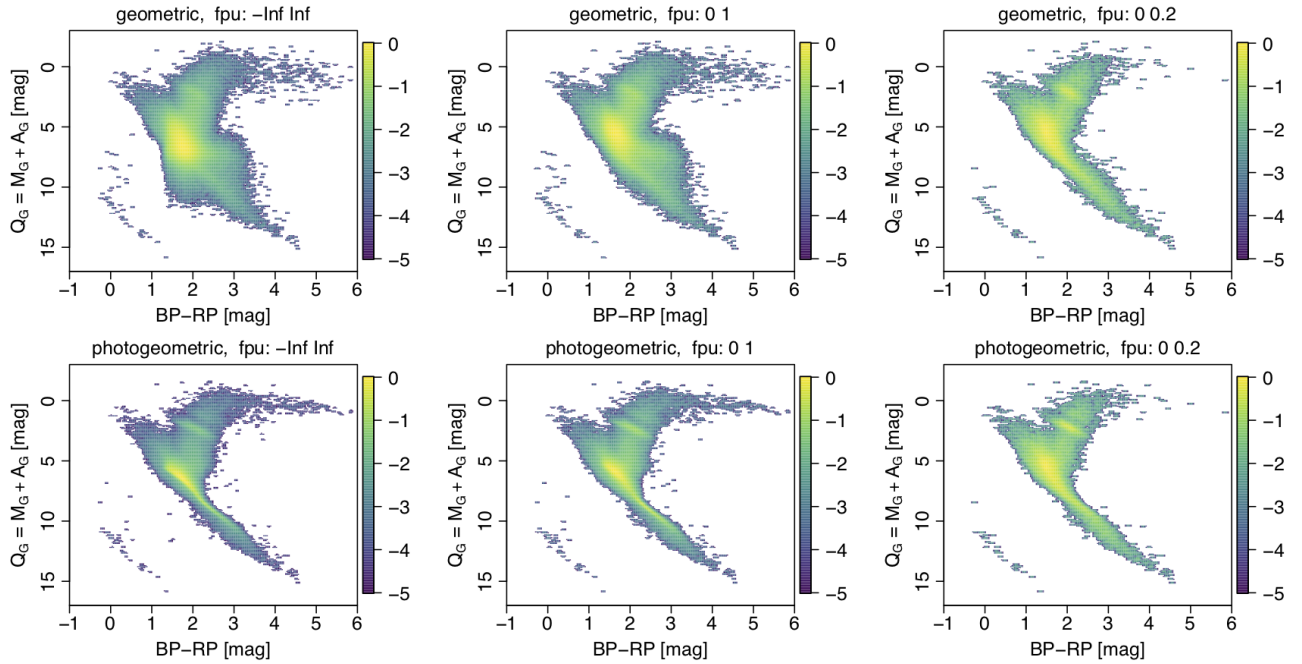 geometric, fpu: −Inf Inf
Q_G = M_G + A_G [mag]
0
5
10
15
−1 0 1 2 3 4 5 6
BP−RP [mag]
0
−1
−2
−3
−4
−5
geometric, fpu: 0 1
Q_G = M_G + A_G [mag]
0
5
10
15
−1 0 1 2 3 4 5 6
BP−RP [mag]
0
−1
−2
−3
−4
−5
geometric, fpu: 0 0.2
Q_G = M_G + A_G [mag]
0
5
10
15
−1 0 1 2 3 4 5 6
BP−RP [mag]
0
−1
−2
−3
−4
−5
photogeometric, fpu: −Inf Inf
Q_G = M_G + A_G [mag]
0
5
10
15
−1 0 1 2 3 4 5 6
BP−RP [mag]
0
−1
−2
−3
−4
−5
photogeometric, fpu: 0 1
Q_G = M_G + A_G [mag]
0
5
10
15
−1 0 1 2 3 4 5 6
BP−RP [mag]
0
−1
−2
−3
−4
−5
photogeometric, fpu: 0 0.2
Q_G = M_G + A_G [mag]
0
5
10
15
−1 0 1 2 3 4 5 6
BP−RP [mag]
0
−1
−2
−3
−4
−5